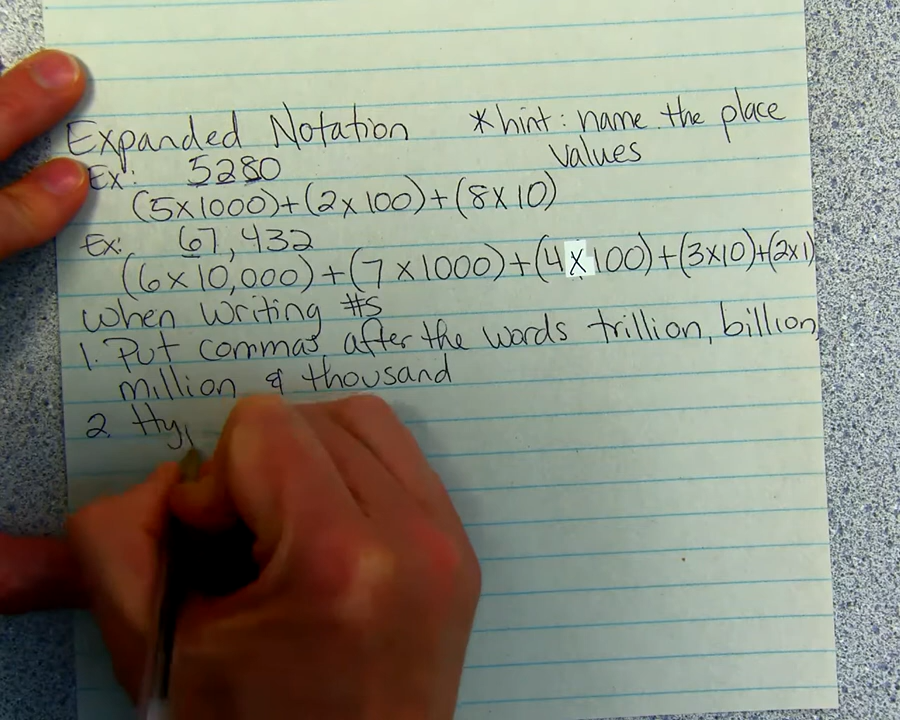 Expanded Notation *hint: name the place
values
Ex: 5280
(5x1000)+(2x100)+(8x10)
Ex: 67,432
(6x10,000)+(7x1000)+(4x100)+(3x10)+(2x1)
When writing #s
1. Put commas after the words trillion, billion,
million & thousand
2. Hy